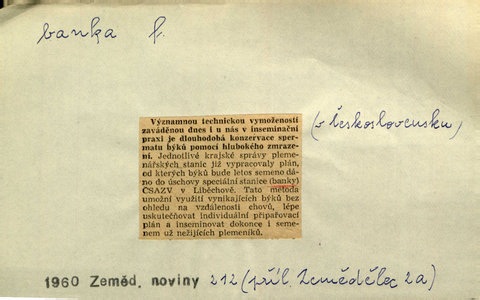 banka f.
Významnou technickou vymožeností
zaváděnou dnes i u nás v inseminační
praxi je dlouhodobá konzervace sper-
matu býků pomocí hlubokého zmraze-
ní. Jednotlivé krajské správy pleme-
nářských stanic již vypracovaly plán,
od kterých býků bude letos semeno dá-
no do úschovy speciální stanice (banky)
ČSAZV v Liběchově. Tato metoda
umožní využití vynikajících býků bez
ohledu na vzdálenosti chovů, lépe
uskutečňovat individuální připařovací
plán a inseminovat dokonce i seme-
nem už nežijících plemeníků.
(v Československu)
1960 Zeměd. noviny 212 (příl. Zemědělec 2a)